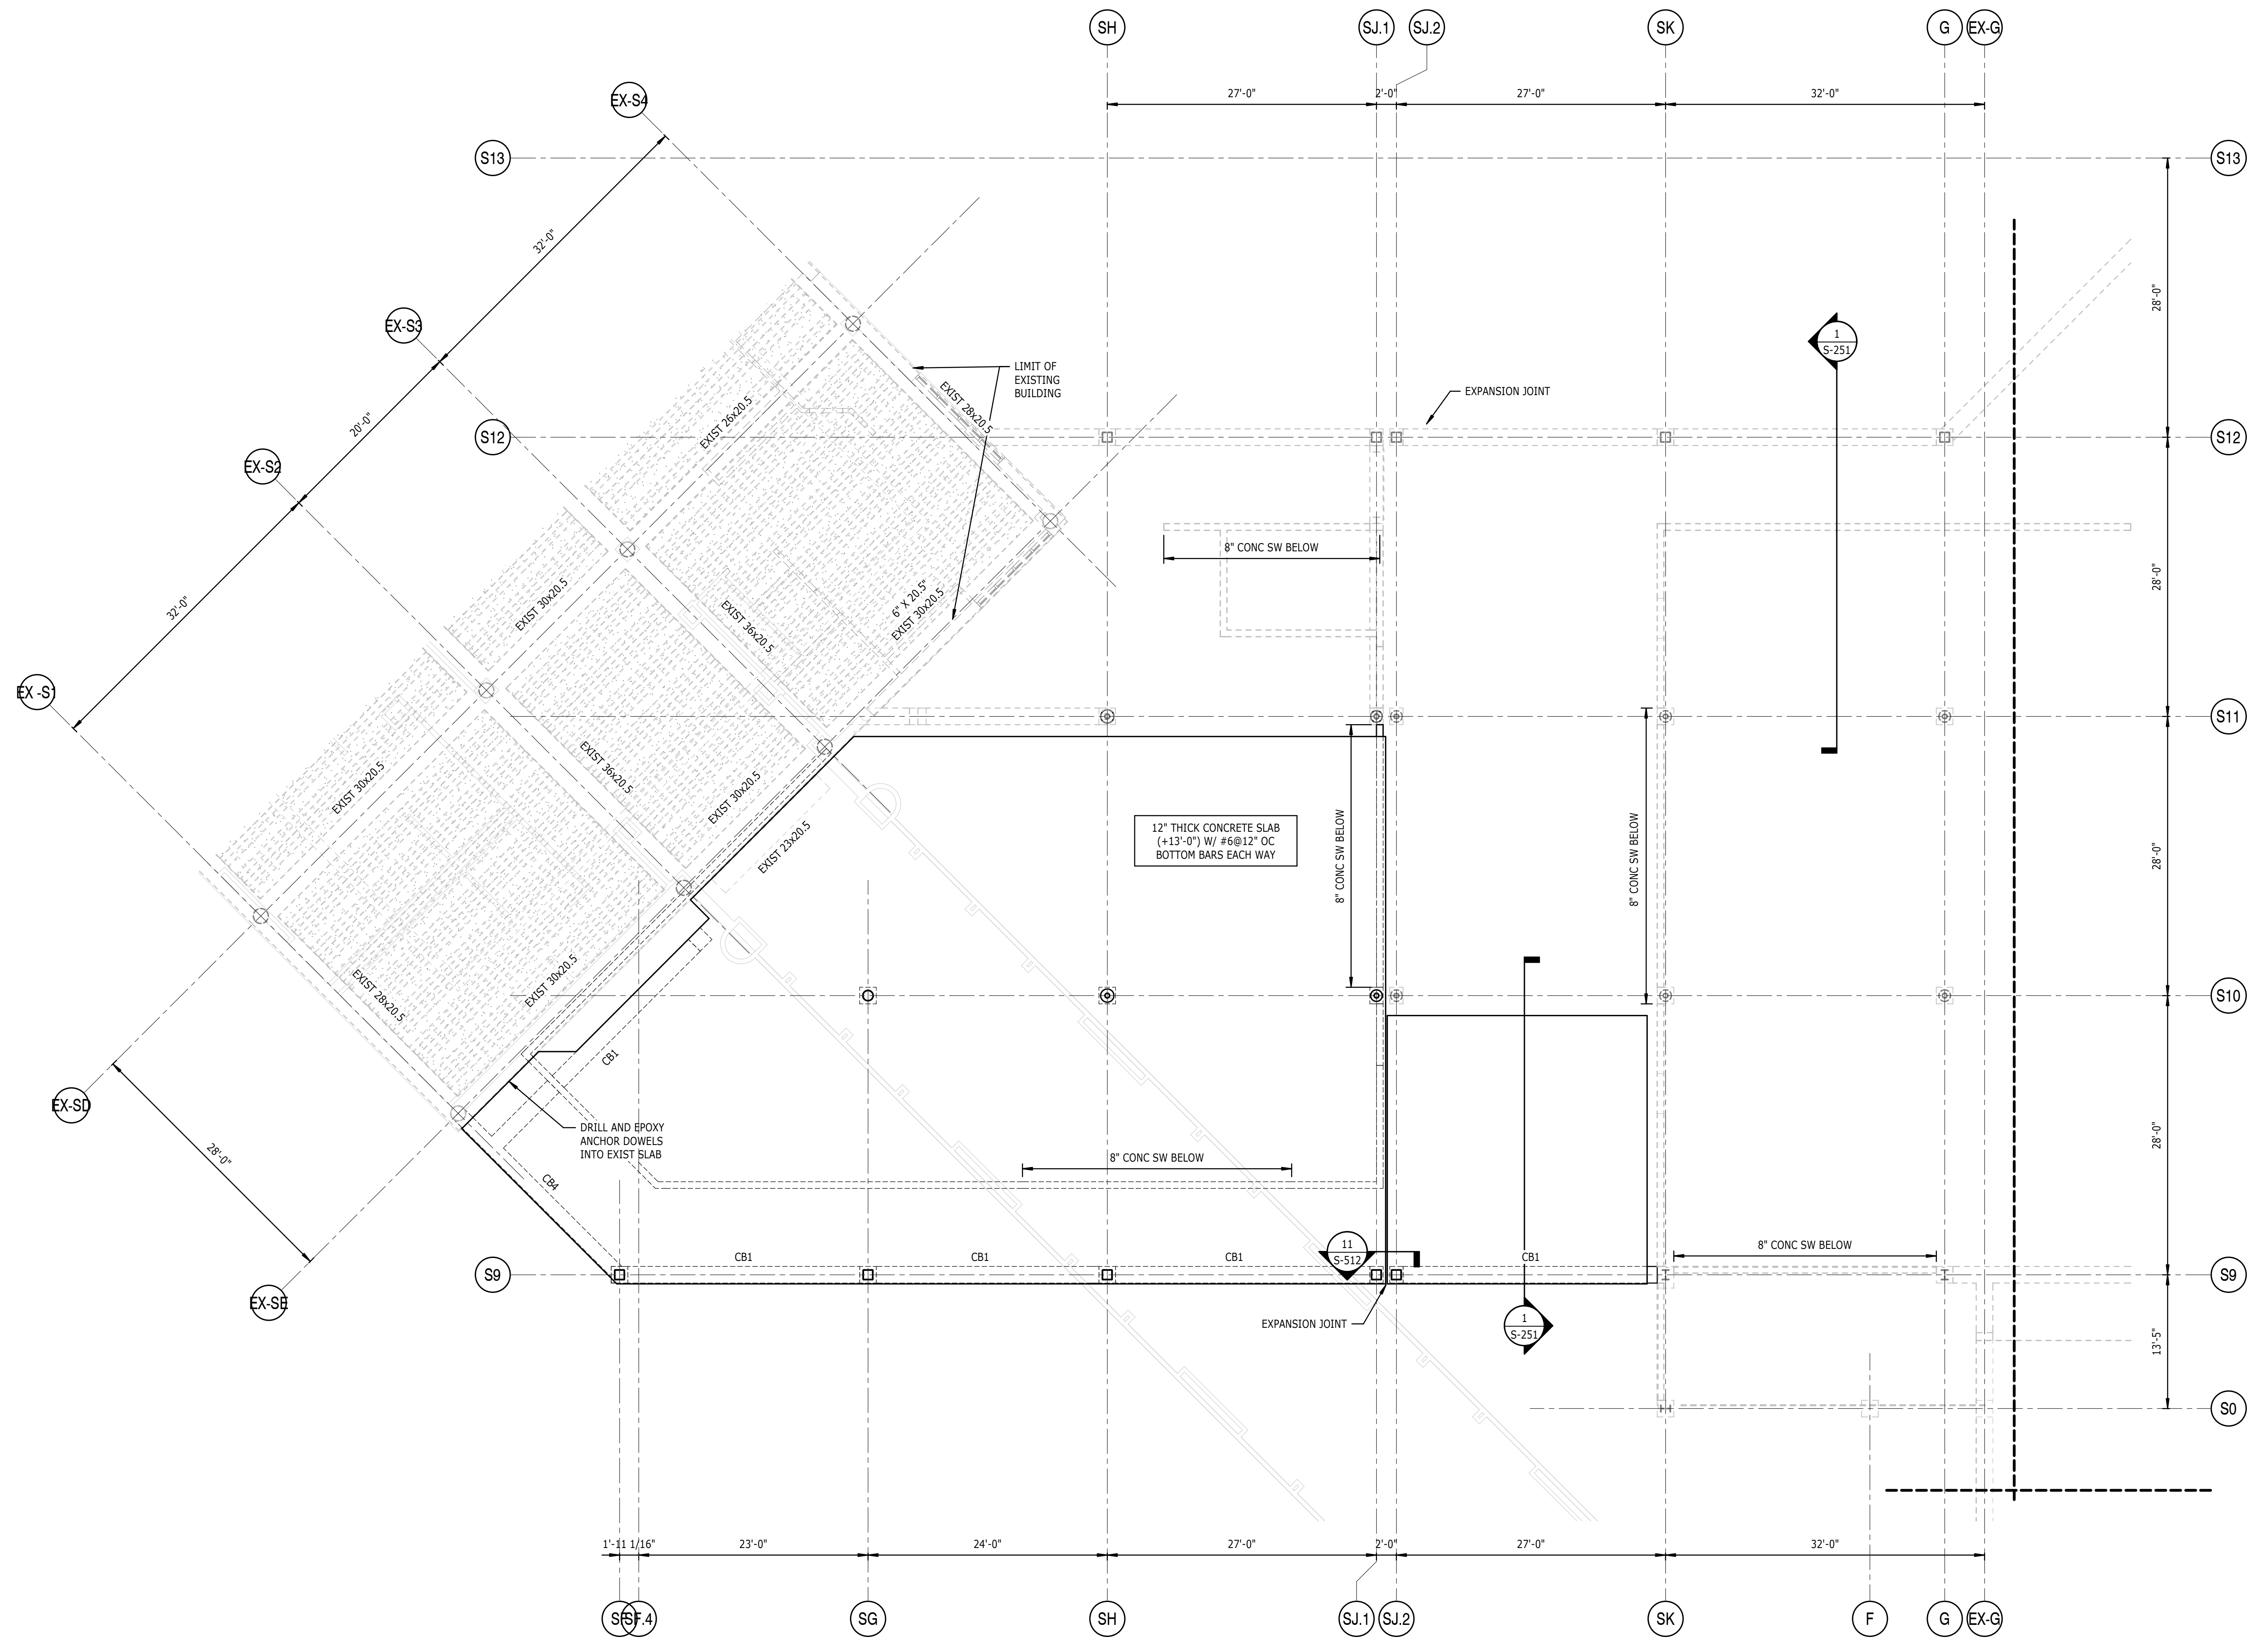 SH
SJ.1
SJ.2
SK
G
EX-G
27'-0"
2'-0"
27'-0"
32'-0"
EX-S4
S13
S13
32'-0"
28'-0"
EX-S3
1
S-251
LIMIT OF
EXISTING
BUILDING
EXPANSION JOINT
EXIST 28x20.5
EXIST 26x20.5
20'-0"
S12
S12
EX-S2
8" CONC SW BELOW
28'-0"
32'-0"
EXIST 30x20.5
EXIST 36x20.5
6" X 20.5"
EXIST 30x20.5
EX -S1
S11
EXIST 30x20.5
EXIST 36x20.5
EXIST 30x20.5
EXIST 23x20.5
12" THICK CONCRETE SLAB
(+13'-0") W/ #6@12" OC
BOTTOM BARS EACH WAY
8" CONC SW BELOW
8" CONC SW BELOW
28'-0"
EXIST 28x20.5
EXIST 30x20.5
S10
CB1
EX-SD
DRILL AND EPOXY
ANCHOR DOWELS
INTO EXIST SLAB
28'-0"
28'-0"
CB4
8" CONC SW BELOW
11
S-512
CB1
CB1
CB1
CB1
8" CONC SW BELOW
S9
S9
EX-SE
EXPANSION JOINT
1
S-251
13'-5"
S0
1'-11 1/16"
23'-0"
24'-0"
27'-0"
2'-0"
27'-0"
32'-0"
SF
SF.4
SG
SH
SJ.1
SJ.2
SK
F
G
EX-G